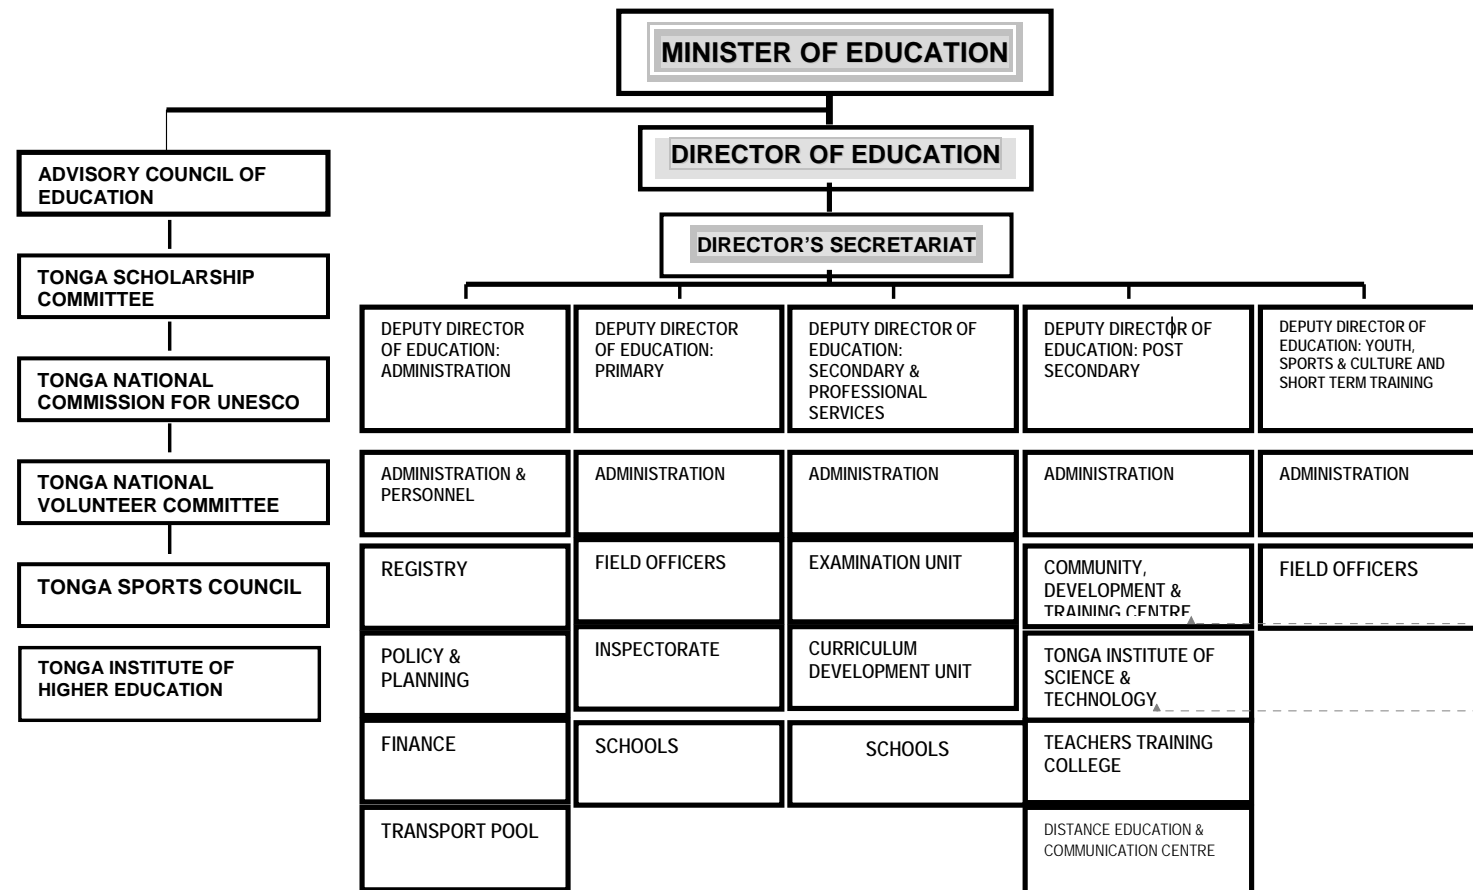 MINISTER OF EDUCATION
DIRECTOR OF EDUCATION
DIRECTOR'S SECRETARIAT
ADVISORY COUNCIL OF
EDUCATION
TONGA SCHOLARSHIP
COMMITTEE
TONGA NATIONAL
COMMISSION FOR UNESCO
TONGA NATIONAL
VOLUNTEER COMMITTEE
TONGA SPORTS COUNCIL
TONGA INSTITUTE OF
HIGHER EDUCATION
DEPUTY DIRECTOR
OF EDUCATION:
ADMINISTRATION
ADMINISTRATION &
PERSONNEL
REGISTRY
POLICY &
PLANNING
FINANCE
TRANSPORT POOL
DEPUTY DIRECTOR
OF EDUCATION:
PRIMARY
ADMINISTRATION
FIELD OFFICERS
INSPECTORATE
SCHOOLS
DEPUTY DIRECTOR OF
EDUCATION:
SECONDARY &
PROFESSIONAL
SERVICES
ADMINISTRATION
EXAMINATION UNIT
CURRICULUM
DEVELOPMENT UNIT
SCHOOLS
DEPUTY DIRECTOR OF
EDUCATION: POST
SECONDARY
ADMINISTRATION
COMMUNITY,
DEVELOPMENT &
TRAINING CENTRE
TONGA INSTITUTE OF
SCIENCE &
TECHNOLOGY
TEACHERS TRAINING
COLLEGE
DISTANCE EDUCATION &
COMMUNICATION CENTRE
DEPUTY DIRECTOR OF
EDUCATION: YOUTH,
SPORTS & CULTURE AND
SHORT TERM TRAINING
ADMINISTRATION
FIELD OFFICERS